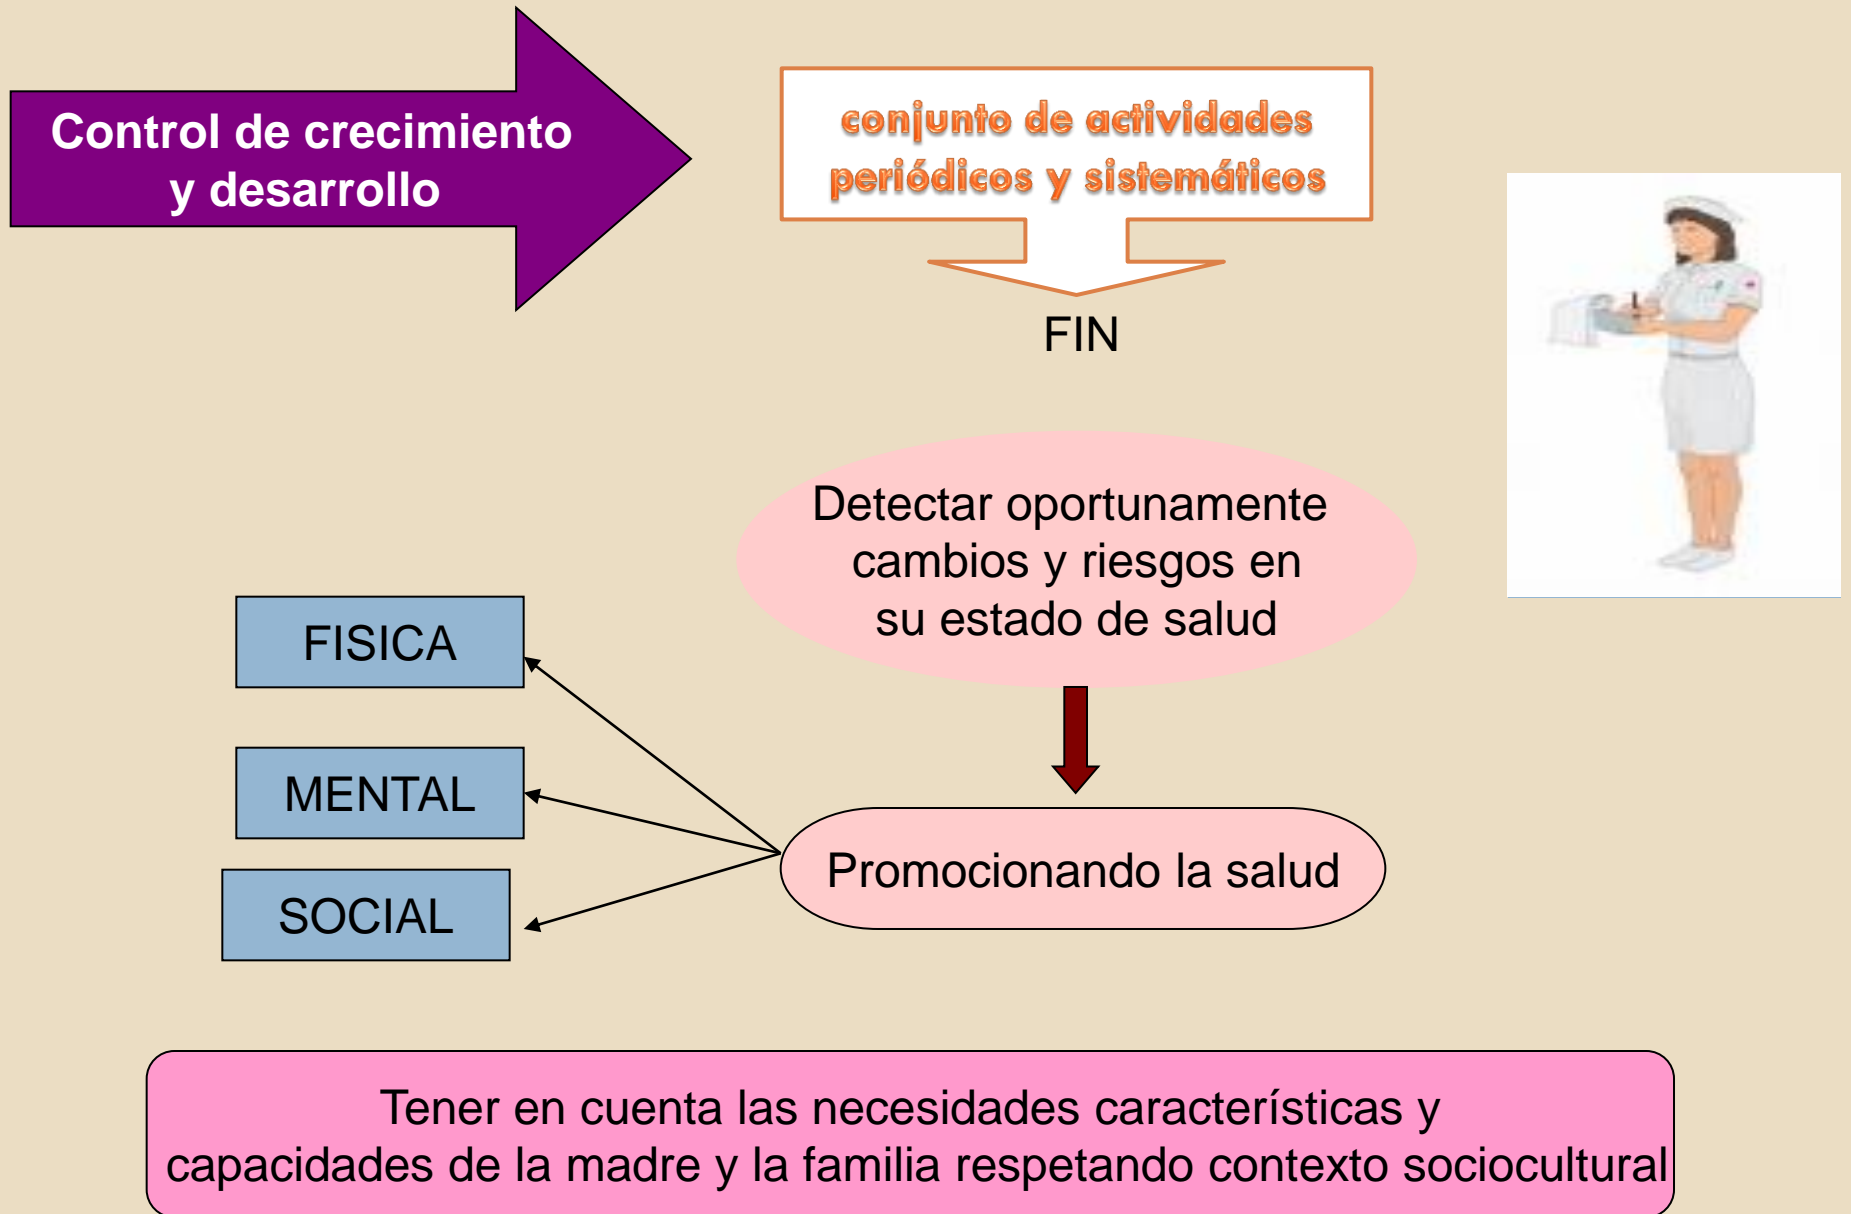 Control de crecimiento
y desarrollo
conjunto de actividades
periódicos y sistemáticos
FIN
Detectar oportunamente
cambios y riesgos en
su estado de salud
FISICA
MENTAL
SOCIAL
Promocionando la salud
Tener en cuenta las necesidades características y
capacidades de la madre y la familia respetando contexto sociocultural